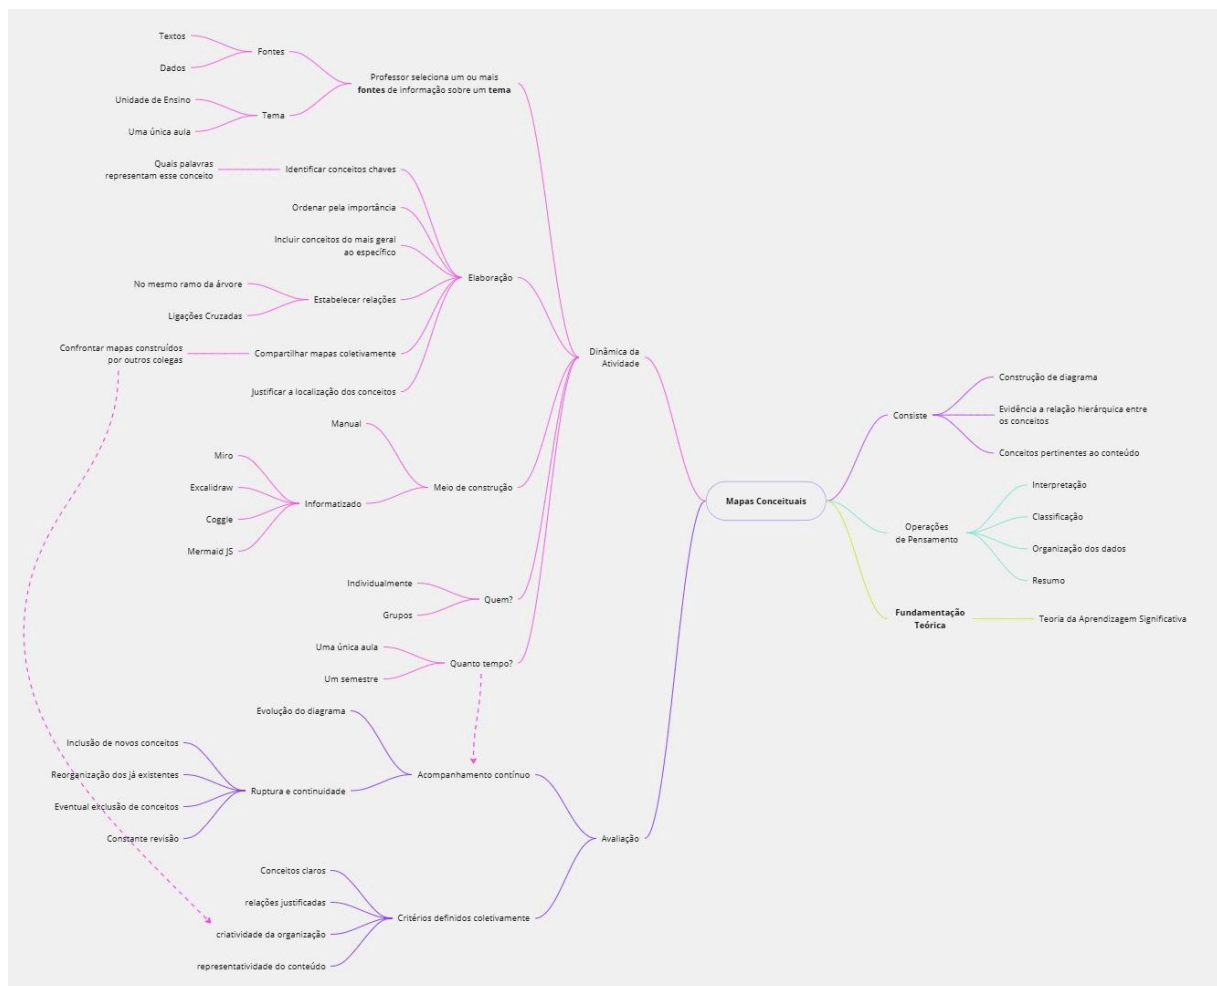 Textos
Fontes
Dados
Professor seleciona um ou mais
fontes de informação sobre um tema
Unidade de Ensino
Tema
Uma única aula
Quais palavras
representam esse conceito
Identificar conceitos chaves
Ordenar pela importância
Incluir conceitos do mais geral
ao específico
Elaboração
No mesmo ramo da árvore
Estabelecer relações
Ligações Cruzadas
Confrontar mapas construídos
por outros colegas
Compartilhar mapas coletivamente
Justificar a localização dos conceitos
Dinâmica da
Atividade
Manual
Meio de construção
Miro
Excalidraw
Informatizado
Coggle
Mermaid JS
Individualmente
Quem?
Grupos
Uma única aula
Quanto tempo?
Um semestre
Evolução do diagrama
Acompanhamento contínuo
Inclusão de novos conceitos
Reorganização dos já existentes
Ruptura e continuidade
Eventual exclusão de conceitos
Constante revisão
Avaliação
Conceitos claros
relações justificadas
Critérios definidos coletivamente
criatividade da organização
representatividade do conteúdo
Mapas Conceituais
Consiste
Construção de diagrama
Evidência a relação hierárquica entre
os conceitos
Conceitos pertinentes ao conteúdo
Operações
de Pensamento
Interpretação
Classificação
Organização dos dados
Resumo
Fundamentação
Teórica
Teoria da Aprendizagem Significativa